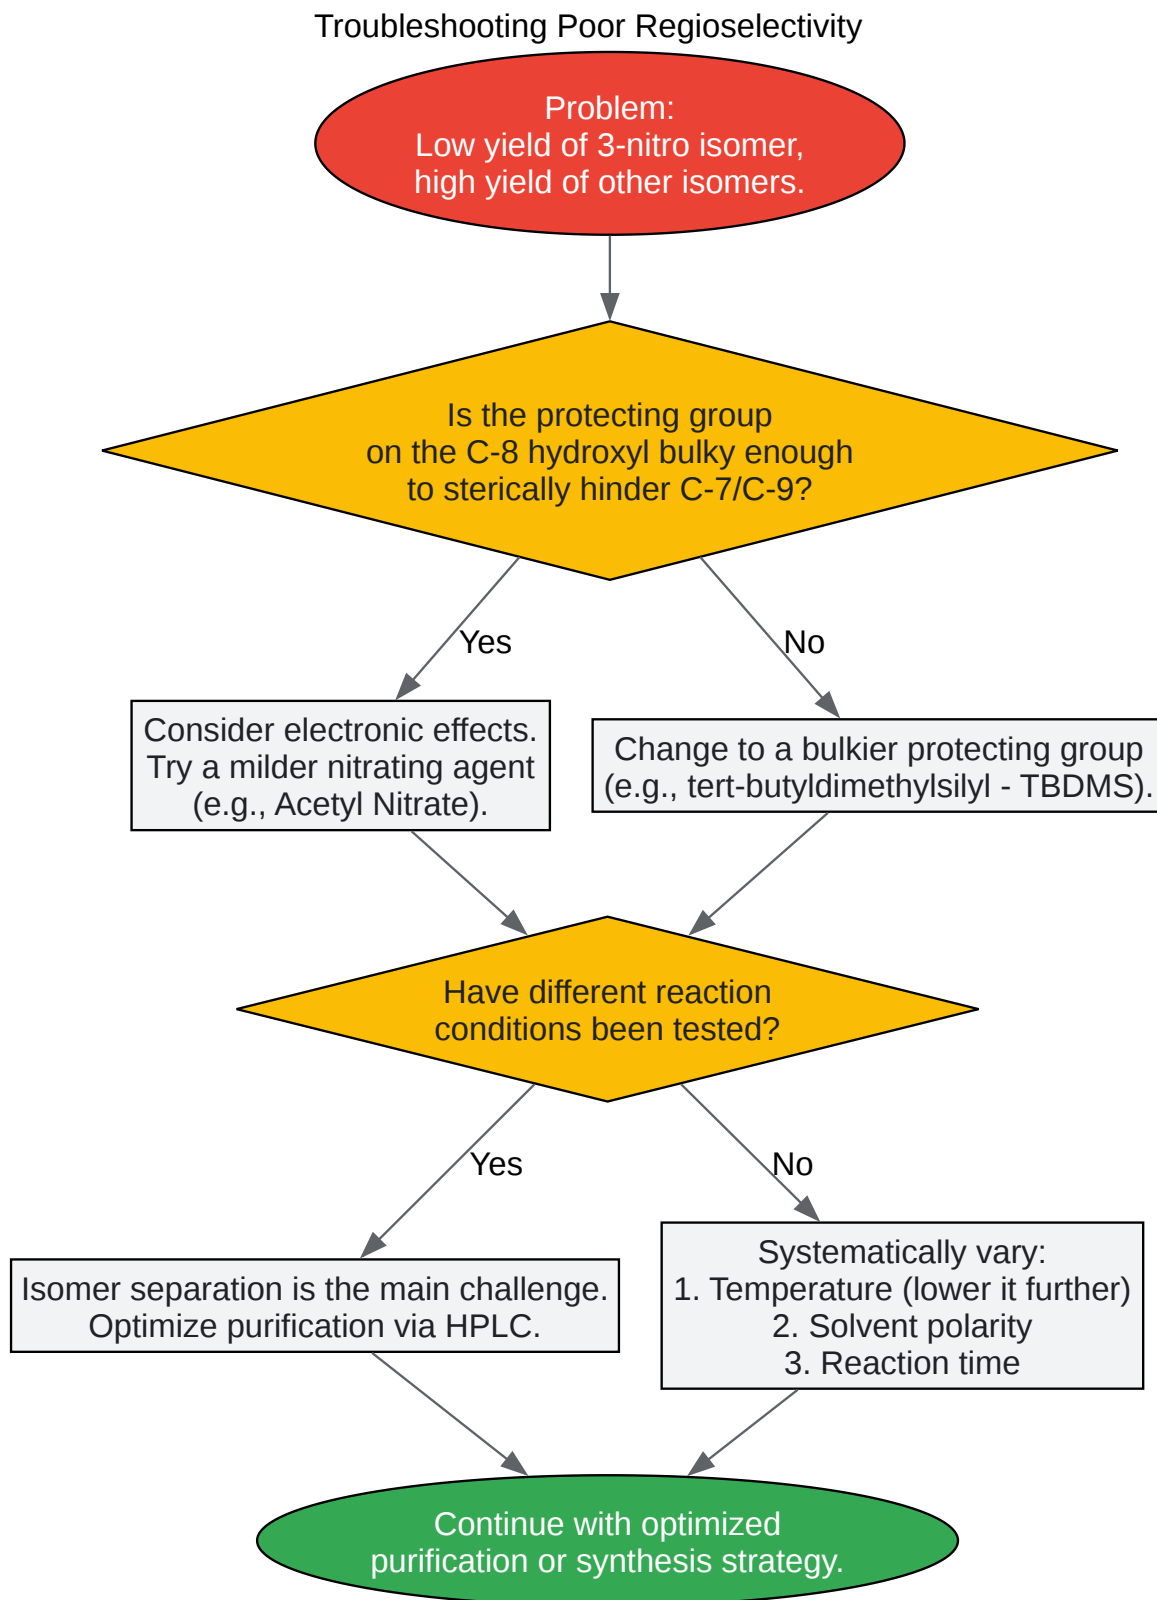 Troubleshooting Poor Regioselectivity
Problem:
Low yield of 3-nitro isomer,
high yield of other isomers.
Is the protecting group
on the C-8 hydroxyl bulky enough
to sterically hinder C-7/C-9?
Yes
No
Consider electronic effects.
Try a milder nitrating agent
(e.g., Acetyl Nitrate).
Change to a bulkier protecting group
(e.g., tert-butyldimethylsilyl - TBDMS).
Have different reaction
conditions been tested?
Yes
No
Isomer separation is the main challenge.
Optimize purification via HPLC.
Systematically vary:
1. Temperature (lower it further)
2. Solvent polarity
3. Reaction time
Continue with optimized
purification or synthesis strategy.